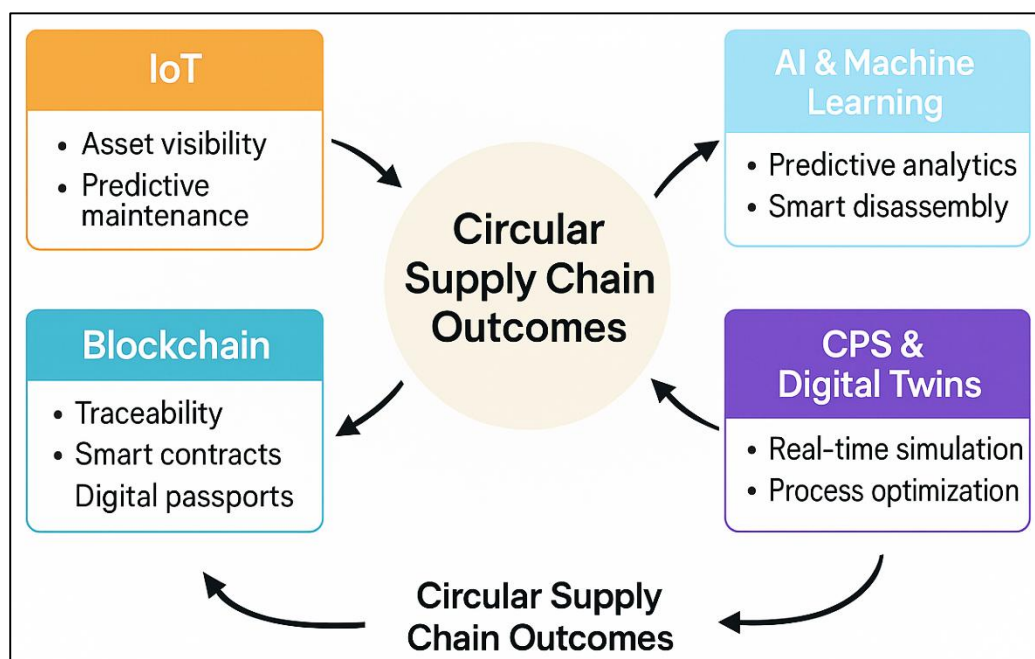 IoT
• Asset visibility
• Predictive
maintenance
AI & Machine
Learning
• Predictive analytics
• Smart disassembly
Circular
Supply Chain
Outcomes
Blockchain
• Traceability
• Smart contracts
Digital passports
CPS &
Digital Twins
• Real-time simulation
• Process optimization
Circular Supply
Chain Outcomes